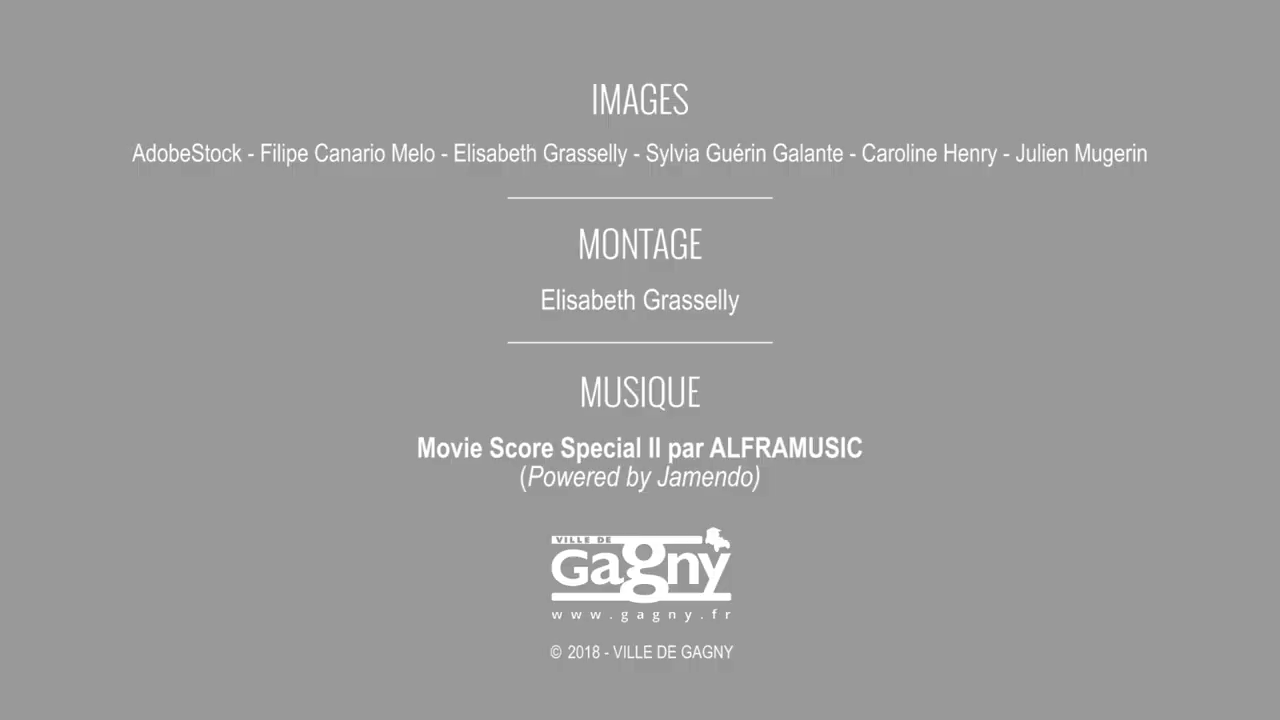 IMAGES
AdobeStock - Filipe Canario Melo - Elisabeth Grasselly - Sylvia Guérin Galante - Caroline Henry - Julien Mugerin
MONTAGE
Elisabeth Grasselly
MUSIQUE
Movie Score Special II par ALFRAMUSIC
(Powered by Jamendo)
VILLE DE
Gagny
www.gagny.fr
© 2018 - VILLE DE GAGNY